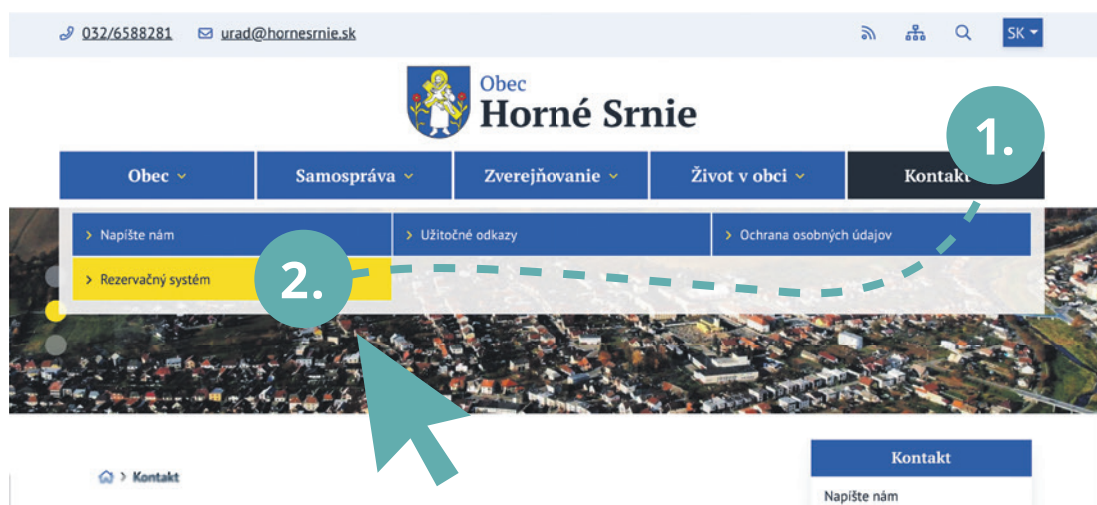 032/6588281 urad@hornesrnie.sk SK
Obec
Horné Srnie
1.
Obec Samospráva Zverejňovanie Život v obci Kontakt
> Napíšte nám > Užitočné odkazy > Ochrana osobných údajov
> Rezervačný systém
2.
> Kontakt
Kontakt
Napíšte nám